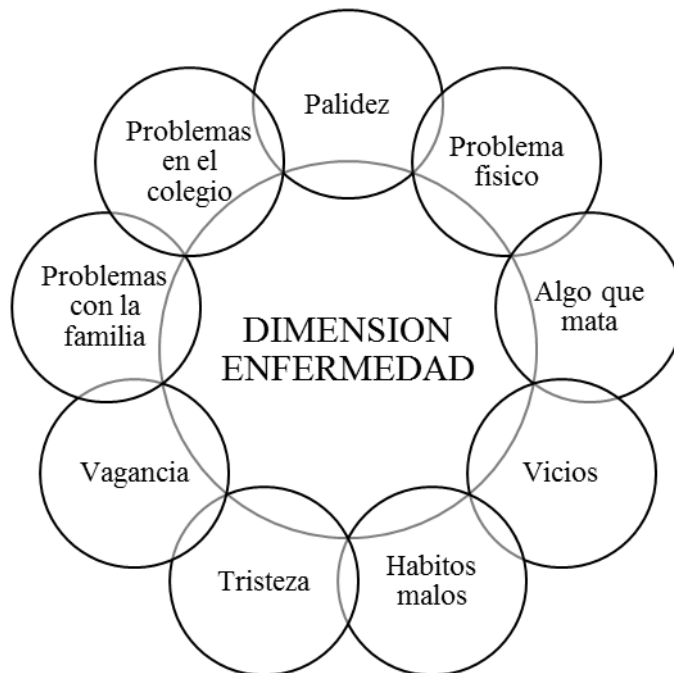 Palidez
Problema
fisico
Algo que
mata
Vicios
Habitos
malos
Tristeza
Vagancia
Problemas
con la
familia
Problemas
en el
colegio
DIMENSION
ENFERMEDAD